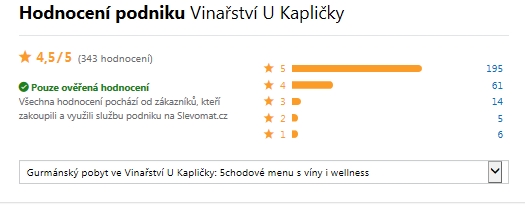 Hodnocení podniku Vinařství U Kapličky
4,5/5 (343 hodnocení)
Pouze ověřená hodnocení
Všechna hodnocení pochází od zákazníků, kteří
zakoupili a využili službu podniku na Slevomat.cz
5 195
4 61
3 14
2 5
1 6
Gurmánský pobyt ve Vinařství U Kapličky: 5chodové menu s víny i wellness